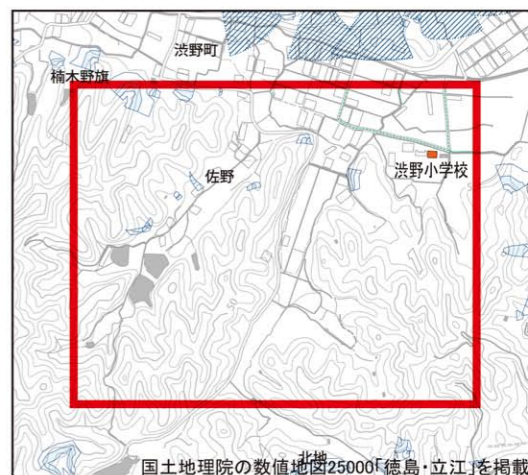 渋野町
楠木野旗
佐野
渋野小学校
北地
国土地理院の数値地図25000「徳島・立江」を掲載